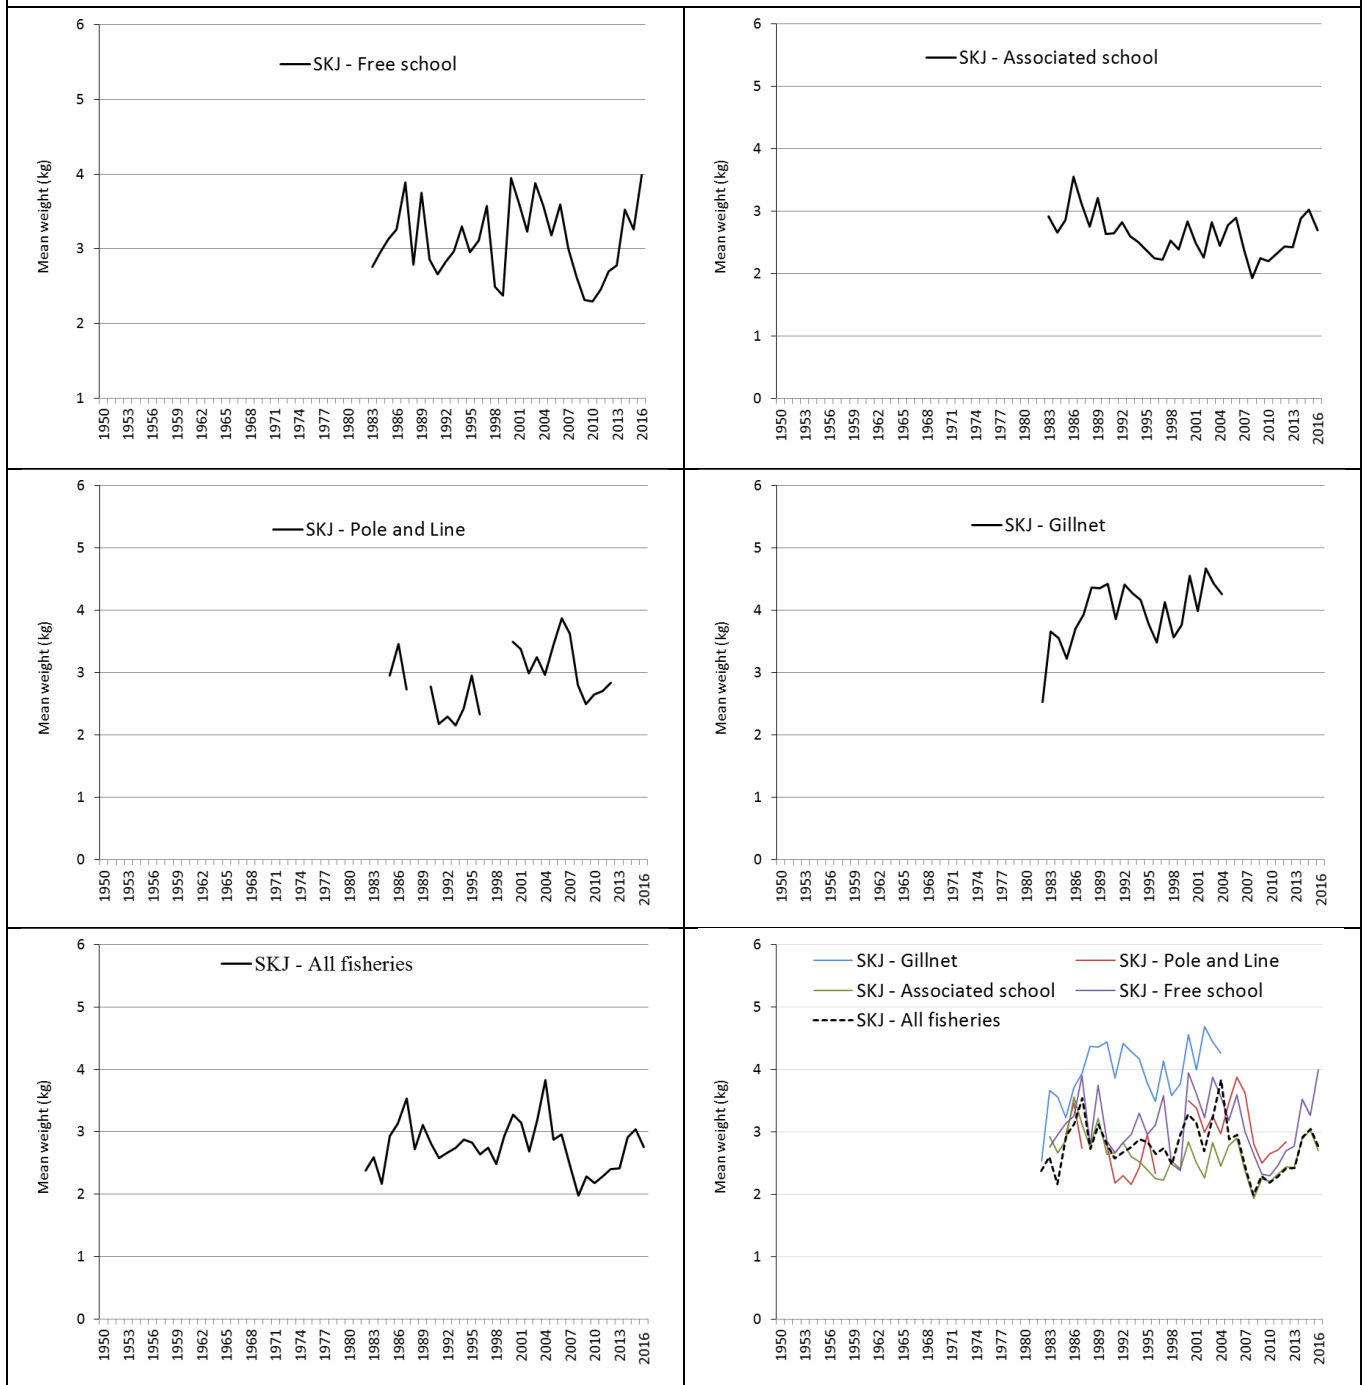 6
5
4
3
2
1
Mean weight (kg)
SKJ - Free school
1950 1953 1956 1959 1962 1965 1968 1971 1974 1977 1980 1983 1986 1989 1992 1995 1998 2001 2004 2007 2010 2013 2016
6
5
4
3
2
1
0
Mean weight (kg)
SKJ - Associated school
1950 1953 1956 1959 1962 1965 1968 1971 1974 1977 1980 1983 1986 1989 1992 1995 1998 2001 2004 2007 2010 2013 2016
6
5
4
3
2
1
0
Mean weight (kg)
SKJ - Pole and Line
1950 1953 1956 1959 1962 1965 1968 1971 1974 1977 1980 1983 1986 1989 1992 1995 1998 2001 2004 2007 2010 2013 2016
6
5
4
3
2
1
0
Mean weight (kg)
SKJ - Gillnet
1950 1953 1956 1959 1962 1965 1968 1971 1974 1977 1980 1983 1986 1989 1992 1995 1998 2001 2004 2007 2010 2013 2016
6
5
4
3
2
1
0
Mean weight (kg)
SKJ - All fisheries
1950 1953 1956 1959 1962 1965 1968 1971 1974 1977 1980 1983 1986 1989 1992 1995 1998 2001 2004 2007 2010 2013 2016
6
5
4
3
2
1
0
Mean weight (kg)
SKJ - Gillnet SKJ - Pole and Line
SKJ - Associated school SKJ - Free school
SKJ - All fisheries
1950 1953 1956 1959 1962 1965 1968 1971 1974 1977 1980 1983 1986 1989 1992 1995 1998 2001 2004 2007 2010 2013 2016